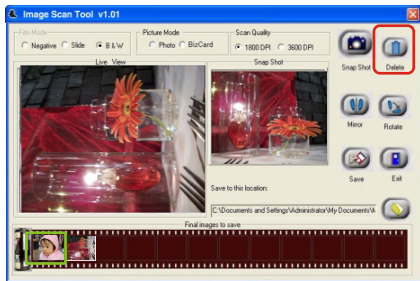 Image Scan Tool v1.01
Film Mode
Negative Slide B & W
Picture Mode
Photo BizCard
Scan Quality
1800 DPI 3600 DPI
Live View
Snap Shot
Snap Shot
Delete
Mirror
Rotate
Save
Exit
Save to this location:
C:\Documents and Settings\Administrator\My Documents\
Final images to save